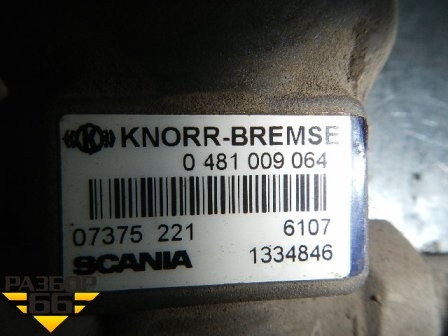 KNORR-BREMSE
0 481 009 064
07375 221 6107
SCANIA 1334846
РАЗБОР
66